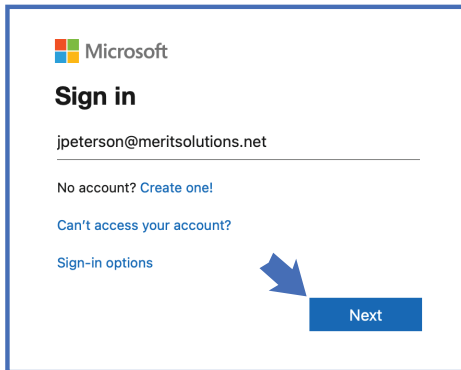 Microsoft
Sign in
jpeterson@meritsolutions.net
No account? Create one!
Can't access your account?
Sign-in options
Next